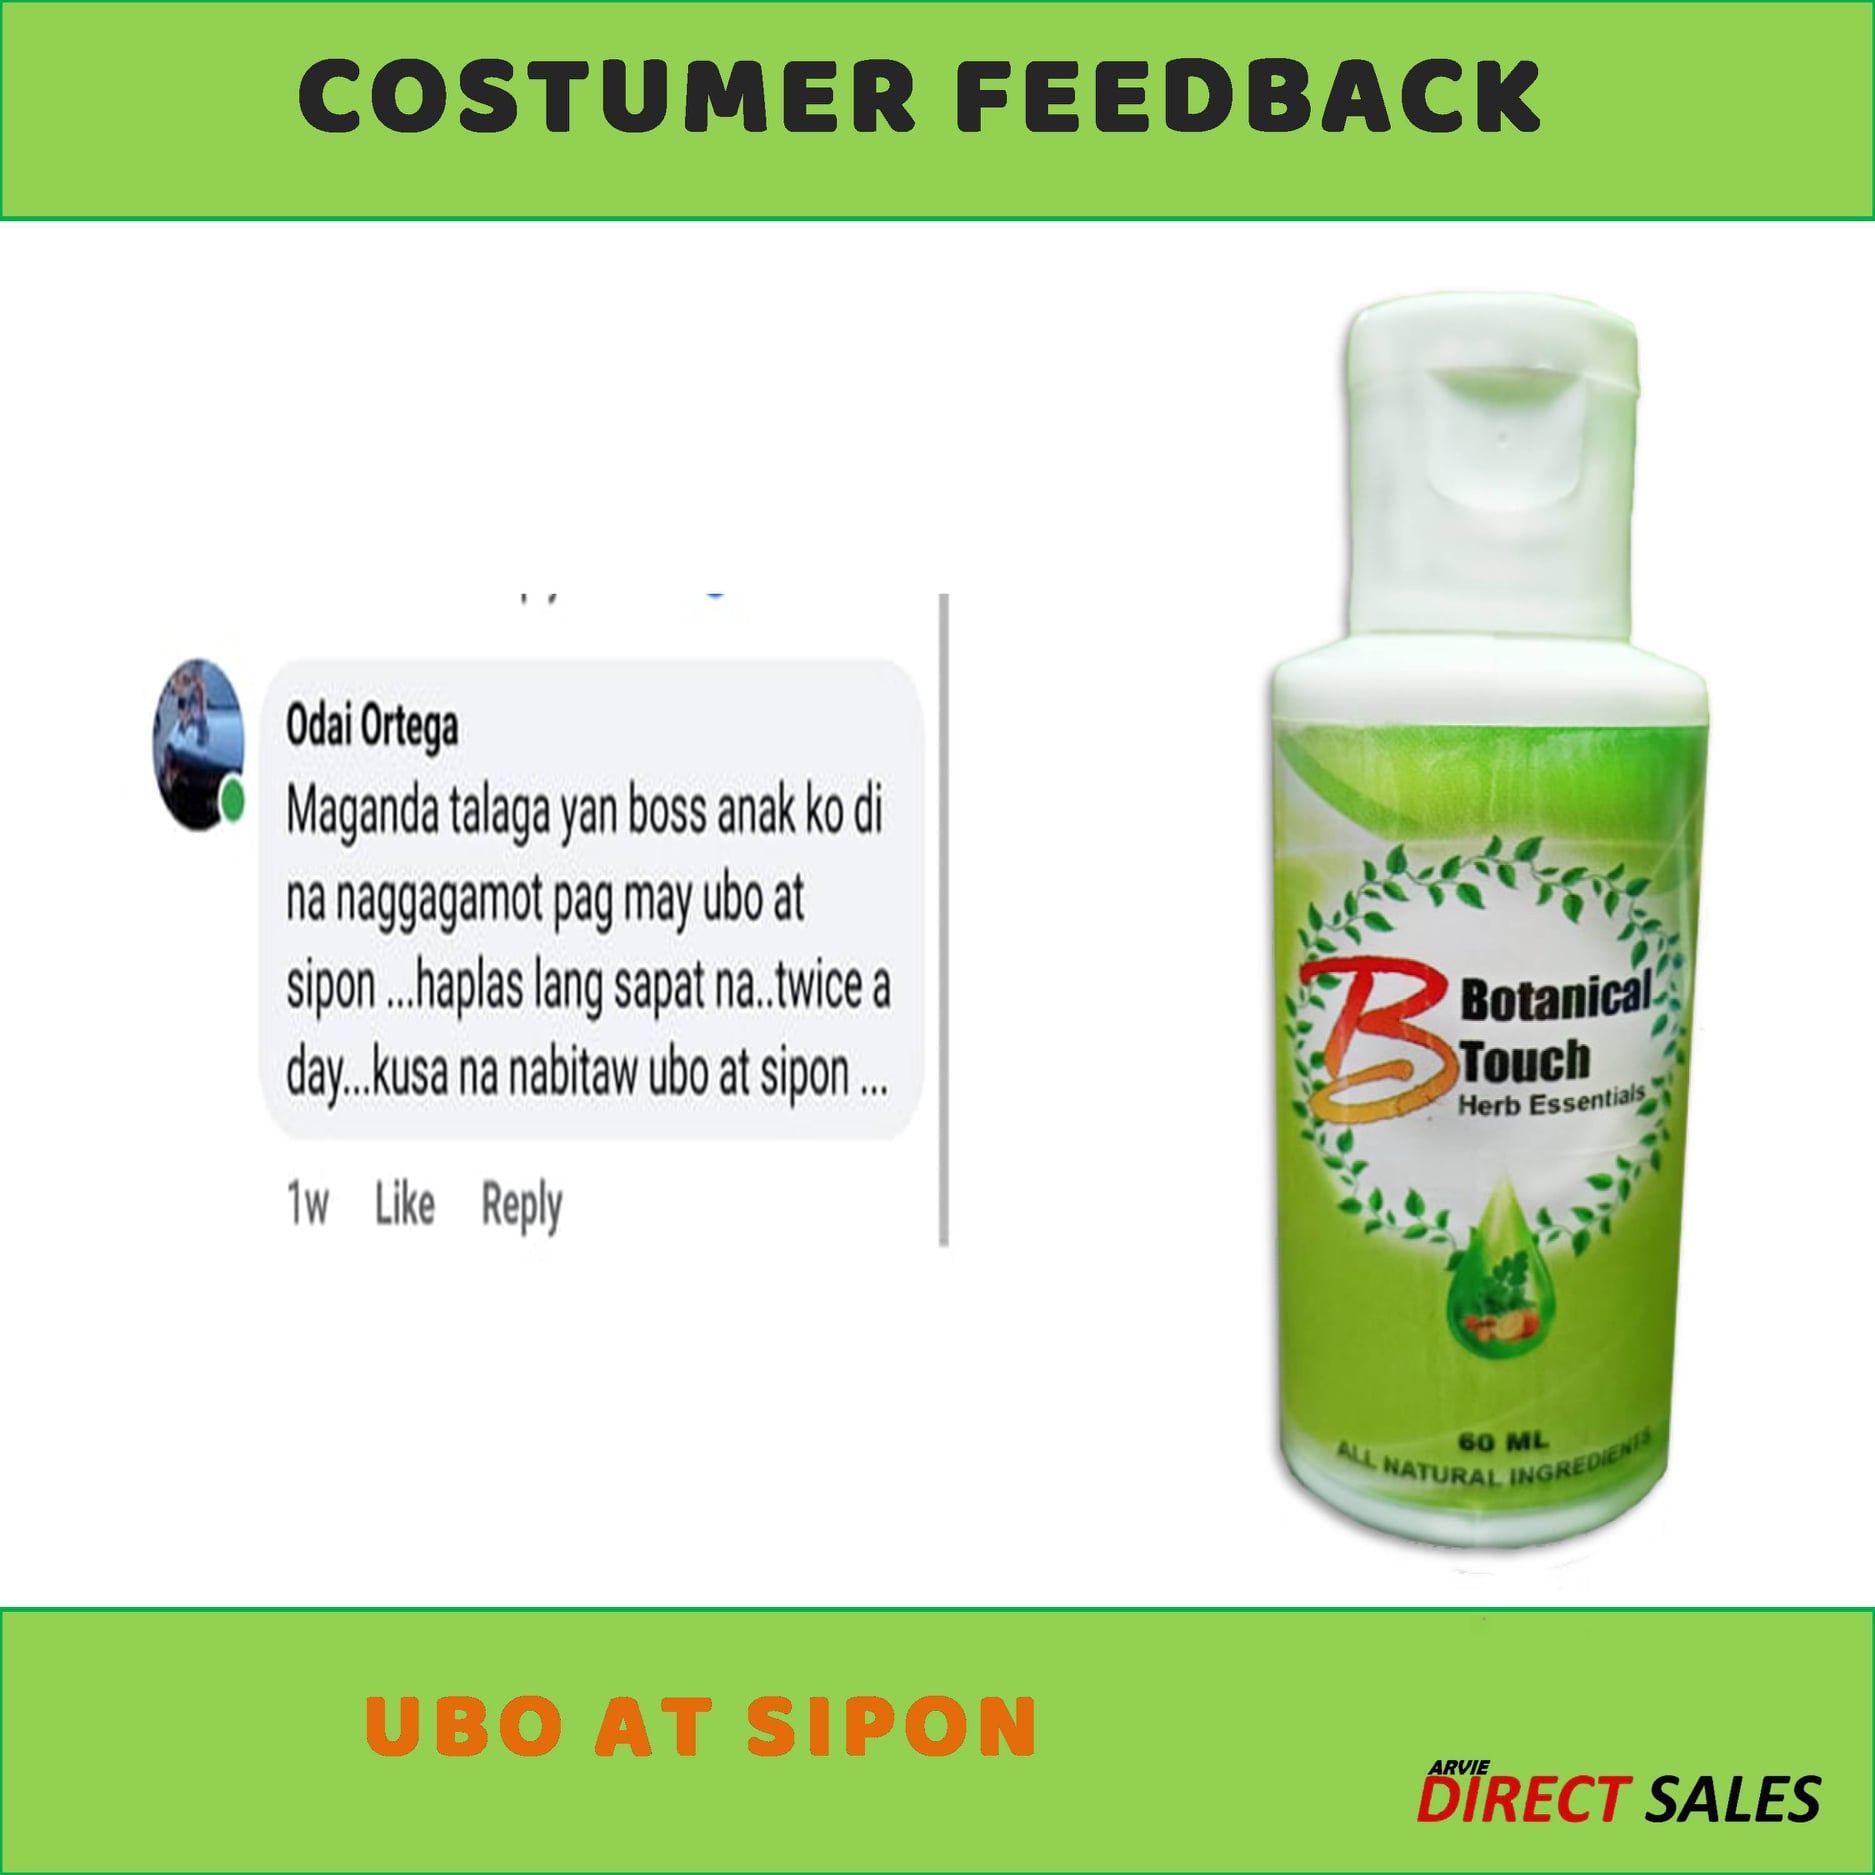 COSTUMER FEEDBACK
Odai Ortega
Maganda talaga yan boss anak ko di
na naggagamot pag may ubo at
sipon ...haplas lang sapat na..twice a
day...kusa na nabitaw ubo at sipon ...
1w Like Reply
B Botanical
Touch
Herb Essentials
60 ML
ALL NATURAL INGREDIENTS
UBO AT SIPON
ARVIE
DIRECT SALES